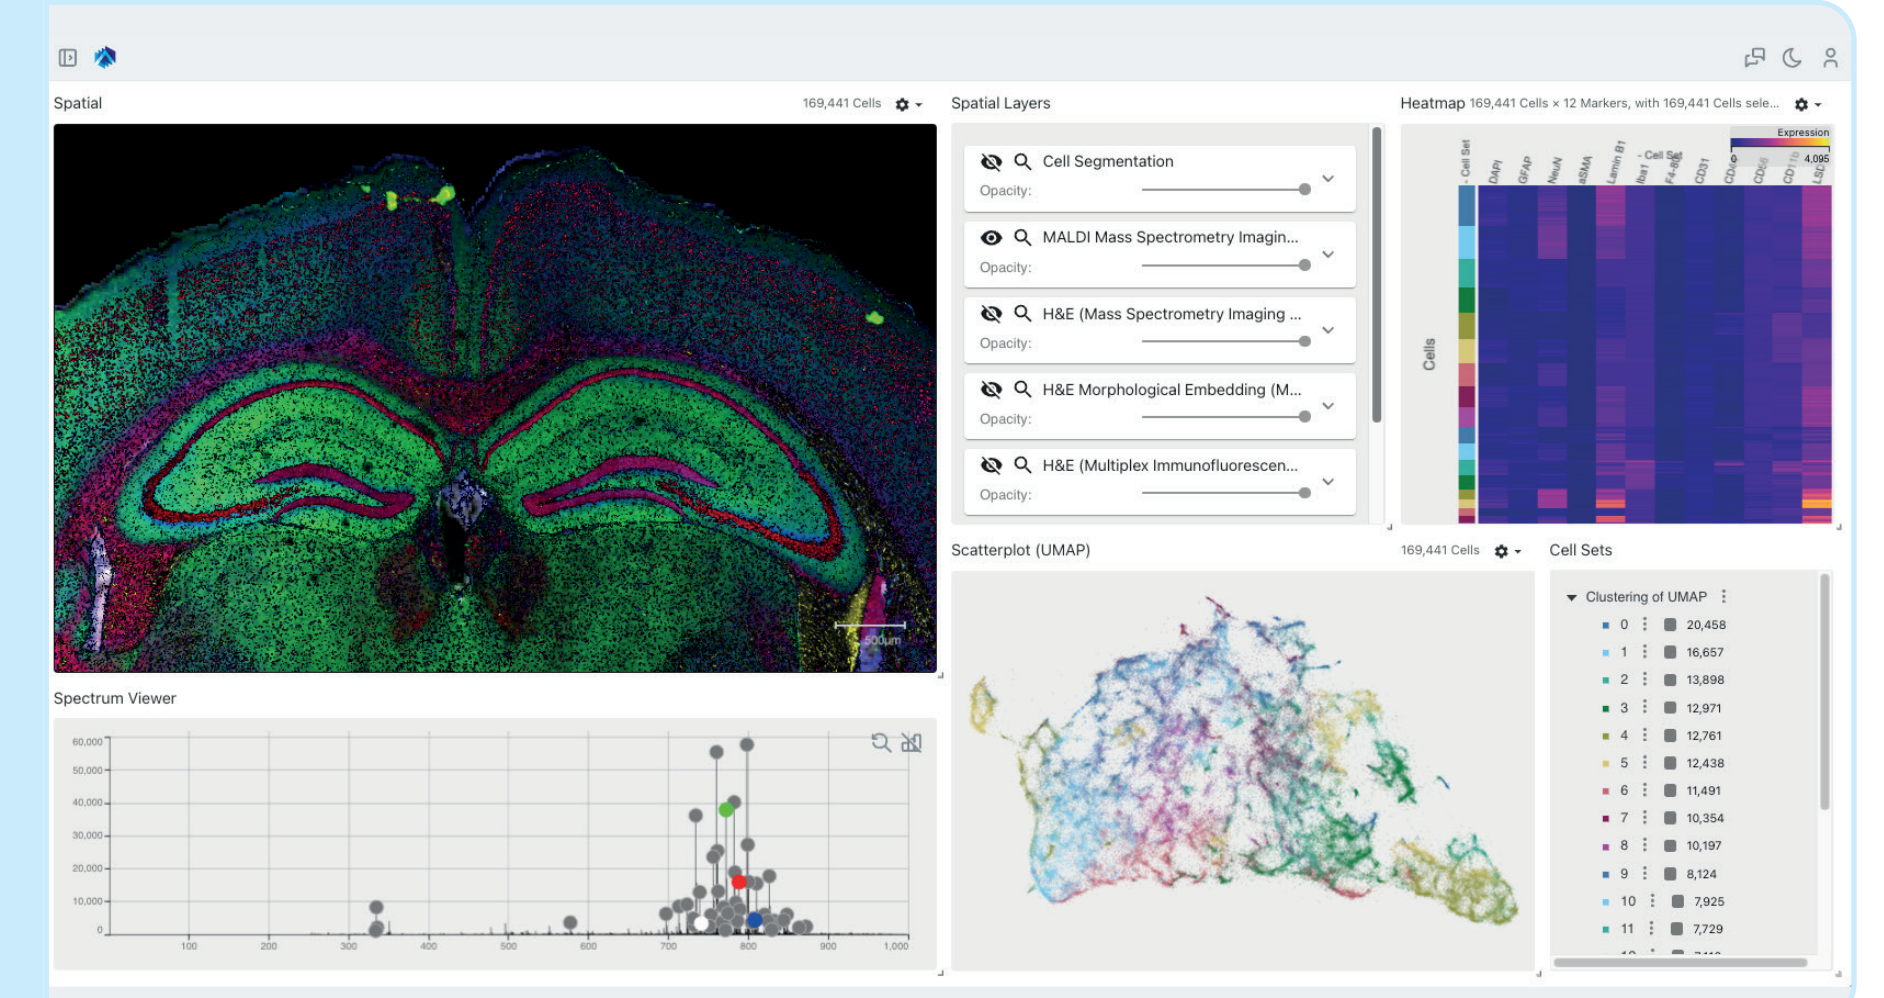 Spatial
169,441 Cells
500µm
Spectrum Viewer
60,000
50,000
40,000
30,000
20,000
10,000
0
100 200 300 400 500 600 700 800 900 1,000
Spatial Layers
Cell Segmentation
Opacity:
MALDI Mass Spectrometry Imagin...
Opacity:
H&E (Mass Spectrometry Imaging ...
Opacity:
H&E Morphological Embedding (M...
Opacity:
H&E (Multiplex Immunofluorescen...
Opacity:
Heatmap 169,441 Cells × 12 Markers, with 169,441 Cells sele...
Expression
0 4,095
- Cell Set
- Cell Set
DAPI
GFAP
NeuN
aSMA
Lamin B1
Iba1
CD31
CD11b
Cells
Scatterplot (UMAP)
169,441 Cells
Cell Sets
Clustering of UMAP
0 20,458
1 16,657
2 13,898
3 12,971
4 12,761
5 12,438
6 11,491
7 10,354
8 10,197
9 8,124
10 7,925
11 7,729